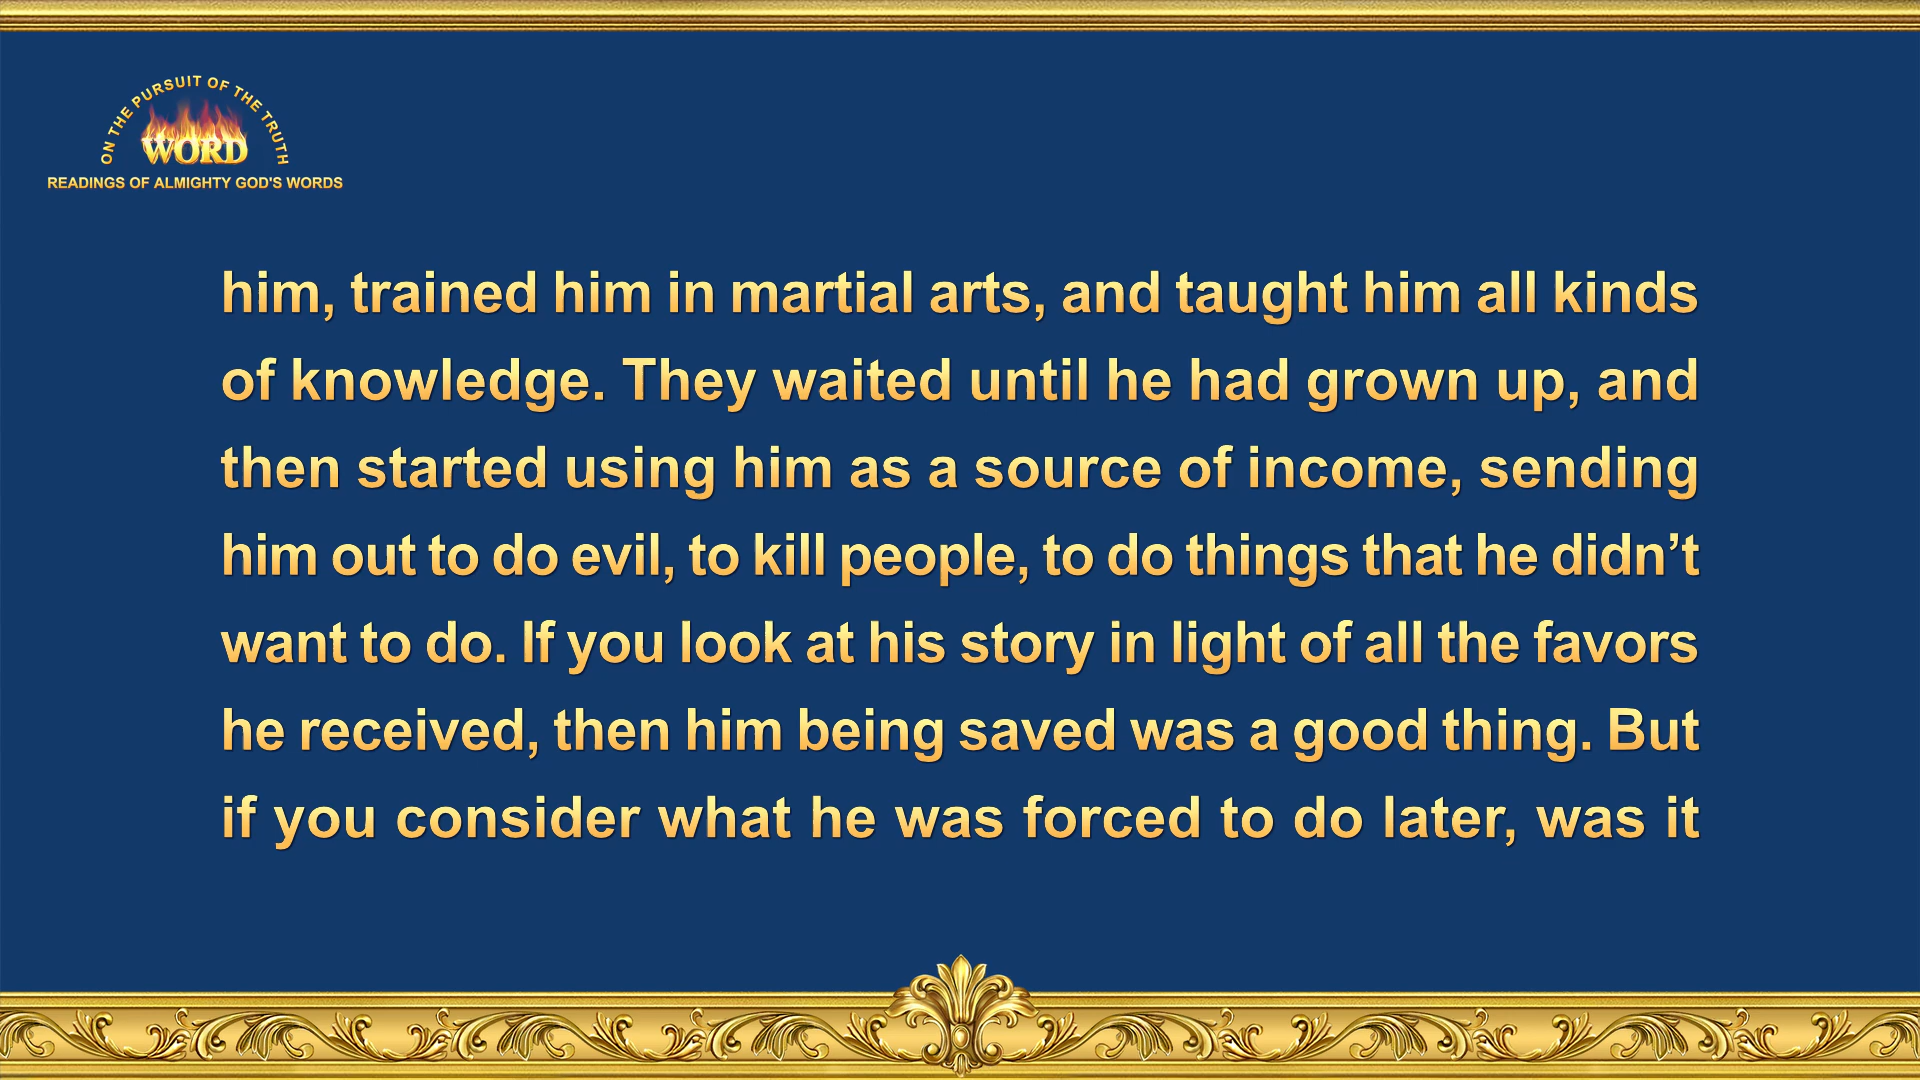 ON THE PURSUIT OF THE TRUTH
WORD
READINGS OF ALMIGHTY GOD'S WORDS
him, trained him in martial arts, and taught him all kinds
of knowledge. They waited until he had grown up, and
then started using him as a source of income, sending
him out to do evil, to kill people, to do things that he didn’t
want to do. If you look at his story in light of all the favors
he received, then him being saved was a good thing. But
if you consider what he was forced to do later, was it